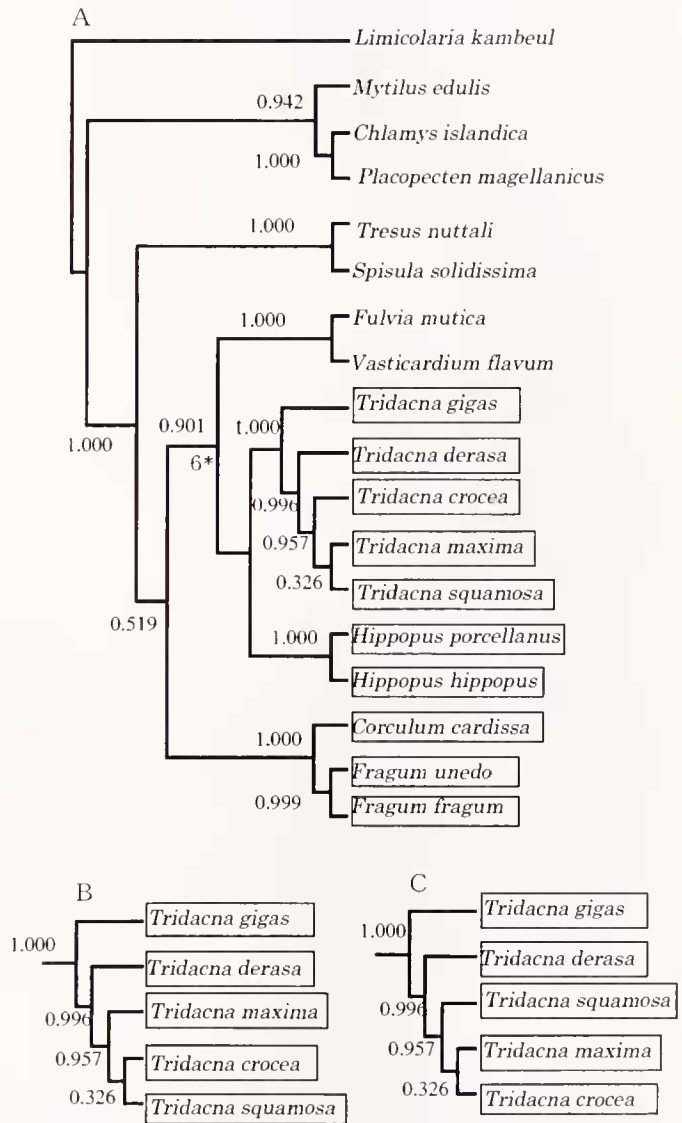 A
Limicolaria kambeul
Mytilus edulis
0.942
Chlamys islandica
1.000
Placopecten magellanicus
1.000
Tresus nuttali
Spisula solidissima
Fulvia mutica
1.000
Vasticardium flavum
Tridacna gigas
0.901
1.000
1.000
6*
Tridacna derasa
Tridacna crocea
0.996
0.957
Tridacna maxima
0.326
Tridacna squamosa
0.519
1.000
Hippopus porcellanus
Hippopus hippopus
1.000
Corculum cardissa
Fragum unedo
0.999
Fragum fragum
B
Tridacna gigas
1.000
Tridacna derasa
0.996
Tridacna maxima
0.957
Tridacna crocea
0.326
Tridacna squamosa
C
Tridacna gigas
1.000
Tridacna derasa
0.996
Tridacna squamosa
0.957
Tridacna maxima
0.326
Tridacna crocea